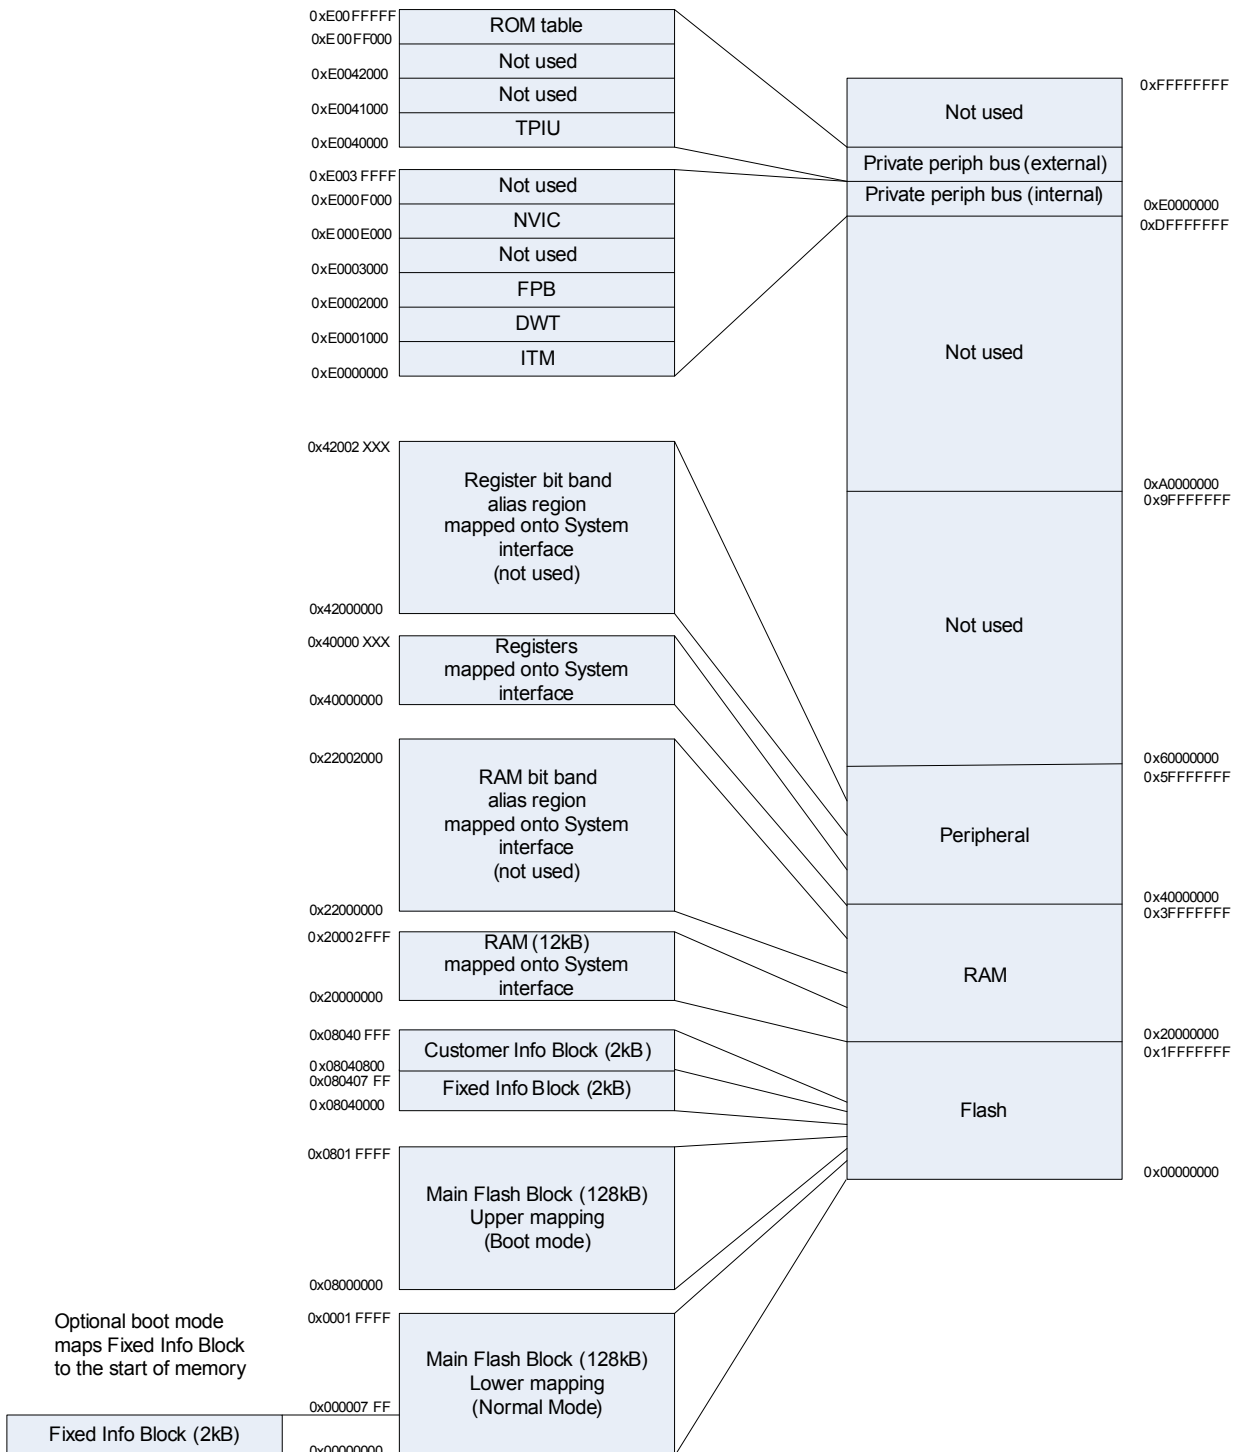 0xE00FFFFF
ROM table
0xE00FF000
Not used
0xE0042000
Not used
0xE0041000
TPIU
0xE0040000
0xE003 FFFF
Not used
0xE000F000
NVIC
0xE000E000
Not used
0xE0003000
FPB
0xE0002000
DWT
0xE0001000
ITM
0xE0000000
0x42002 XXX
Register bit band
alias region
mapped onto System
interface
(not used)
0x42000000
0x40000 XXX
Registers
mapped onto System
interface
0x40000000
0x22002000
RAM bit band
alias region
mapped onto System
interface
(not used)
0x22000000
0x20002FFF
RAM (12kB)
mapped onto System
interface
0x20000000
0x08040 FFF
Customer Info Block (2kB)
0x08040800
0x080407 FF
Fixed Info Block (2kB)
0x08040000
0x0801 FFFF
Main Flash Block (128kB)
Upper mapping
(Boot mode)
0x08000000
Optional boot mode
maps Fixed Info Block
to the start of memory
0x0001 FFFF
Main Flash Block (128kB)
Lower mapping
(Normal Mode)
0x000007 FF
Fixed Info Block (2kB)
0x00000000
0xFFFFFFFF
Not used
Private periph bus (external)
Private periph bus (internal)
0xE0000000
0xDFFFFFFF
Not used
0xA0000000
0x9FFFFFFF
Not used
0x60000000
0x5FFFFFFF
Peripheral
0x40000000
0x3FFFFFFF
RAM
0x20000000
0x1FFFFFFF
Flash
0x00000000